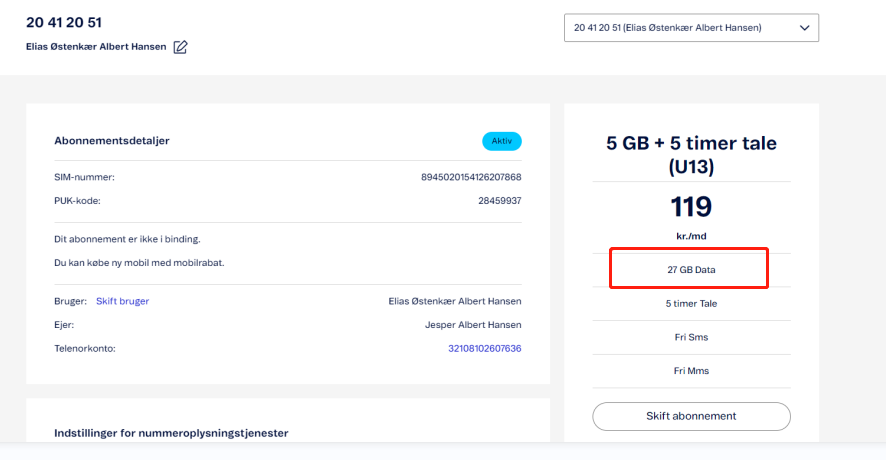 20 41 20 51
Elias Østenkær Albert Hansen
20 41 20 51 (Elias Østenkær Albert Hansen)
Abonnementsdetaljer
Aktiv
SIM-nummer: 8945020154126207868
PUK-kode: 28459937
Dit abonnement er ikke i binding.
Du kan købe ny mobil med mobilrabat.
Bruger: Skift bruger Elias Østenkær Albert Hansen
Ejer: Jesper Albert Hansen
Telenorkonto: 32108102607636
Indstillinger for nummeroplysningstjenester
5 GB + 5 timer tale
(U13)
119
kr./md
27 GB Data
5 timer Tale
Fri Sms
Fri Mms
Skift abonnement